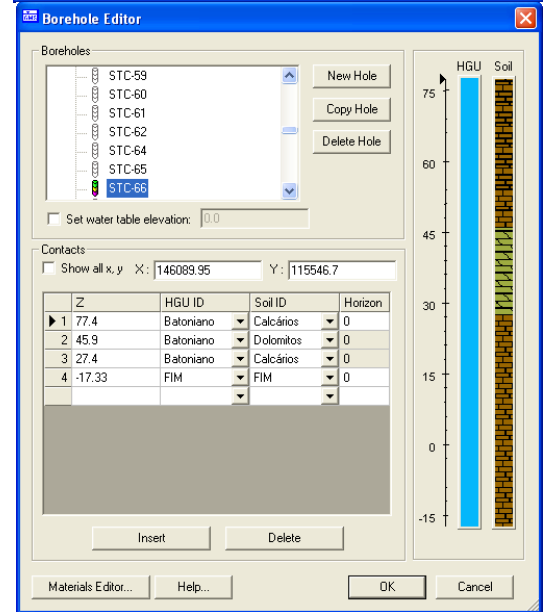 GMS Borehole Editor
Boreholes
STC-59
STC-60
STC-61
STC-62
STC-64
STC-65
STC-66
New Hole
Copy Hole
Delete Hole
Set water table elevation: 0.0
Contacts
Show all x, y X: 146089.95 Y: 115546.7
Z HGU ID Soil ID Horizon
1 77.4 Batoniano Calcários 0
2 45.9 Batoniano Dolomitos 0
3 27.4 Batoniano Calcários 0
4 -17.33 FIM FIM 0
Insert Delete
HGU Soil
75
60
45
30
15
0
-15
Materials Editor... Help... OK Cancel